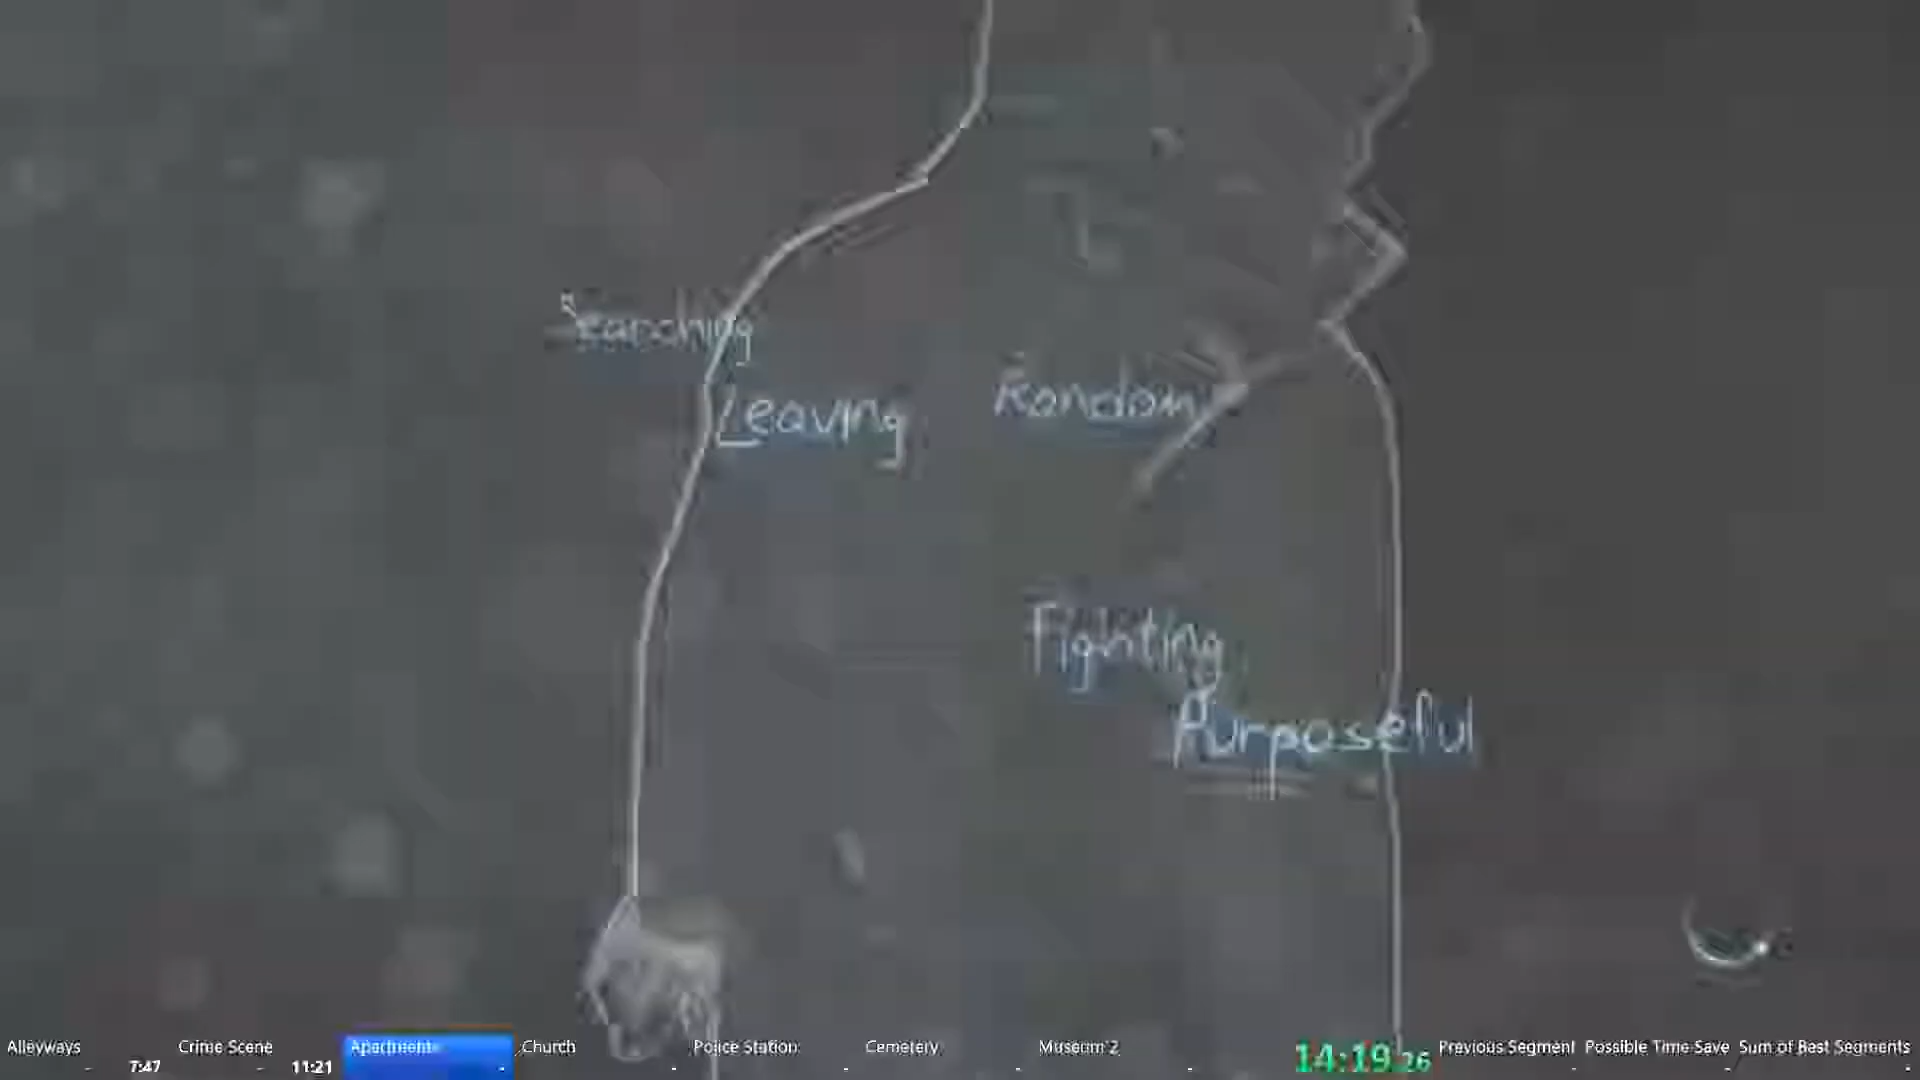 Searching
Leaving
Random
Fighting
Purposeful
Alleyways Crime Scene Apartments Church Police Station Cemetery Museum 2 14:19.26 Previous Segment Possible Time Save Sum of Best Segments
- 7:47 - 11:21 - - - - - - - -